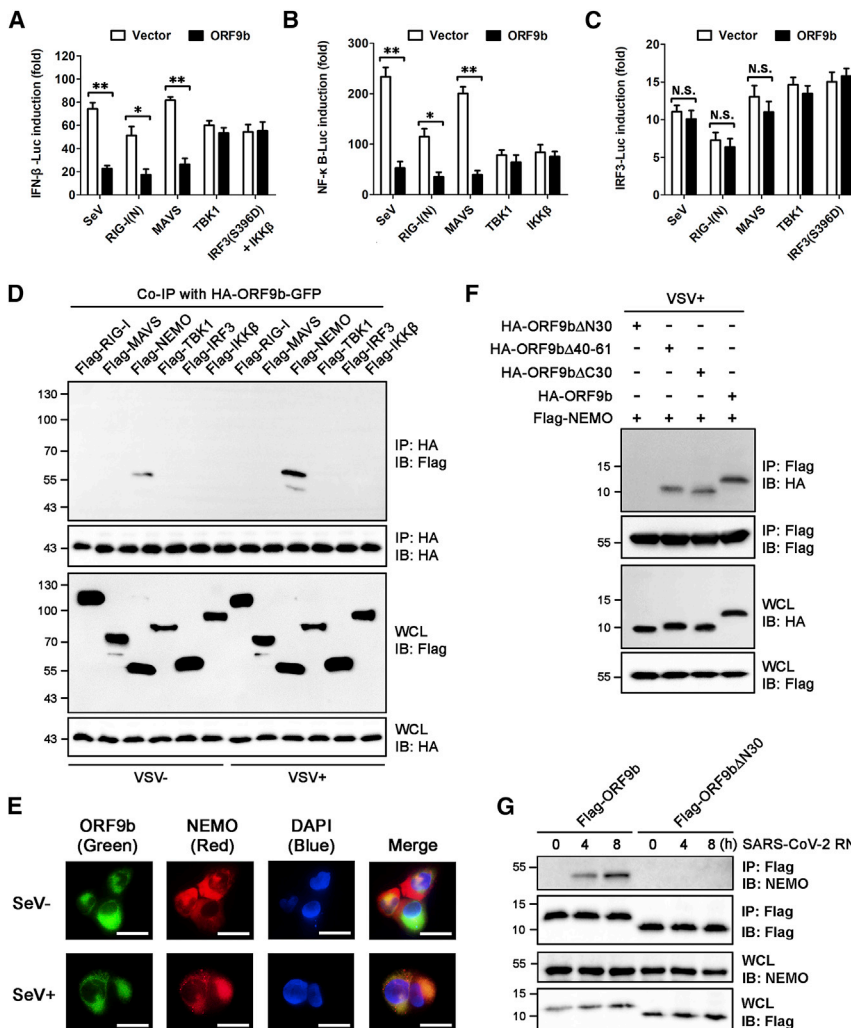 A
Vector ORF9b
IFN-β -Luc induction (fold)
120
100
80
60
40
20
0
** * **
SeV
RIG-I(N)
MAVS
TBK1
IRF3(S396D)
+ IKKβ
B
Vector ORF9b
NF-κ B-Luc induction (fold)
300
200
100
0
** * **
SeV
RIG-I(N)
MAVS
TBK1
IKKβ
C
Vector ORF9b
IRF3-Luc induction (fold)
20
15
10
5
0
N.S. N.S. N.S.
SeV
RIG-I(N)
MAVS
TBK1
IRF3(S396D)
D
Co-IP with HA-ORF9b-GFP
Flag-RIG-I
Flag-MAVS
Flag-NEMO
Flag-TBK1
Flag-IRF3
Flag-IKKβ
Flag-RIG-I
Flag-MAVS
Flag-NEMO
Flag-TBK1
Flag-IRF3
Flag-IKKβ
130
100
70
55
43
IP: HA
IB: Flag
43
IP: HA
IB: HA
130
100
70
55
43
WCL
IB: Flag
43
WCL
IB: HA
VSV- VSV+
E
ORF9b
(Green)
NEMO
(Red)
DAPI
(Blue)
Merge
SeV-
SeV+
F
VSV+
HA-ORF9bΔN30 + - - -
HA-ORF9bΔ40-61 - + - -
HA-ORF9bΔC30 - - + -
HA-ORF9b - - - +
Flag-NEMO + + + +
15
10
IP: Flag
IB: HA
55
IP: Flag
IB: Flag
15
10
WCL
IB: HA
55
WCL
IB: Flag
G
Flag-ORF9b
Flag-ORF9bΔN30
0 4 8 0 4 8 (h) SARS-CoV-2 RN
55
IP: Flag
IB: NEMO
15
10
IP: Flag
IB: Flag
55
WCL
IB: NEMO
15
10
WCL
IB: Flag